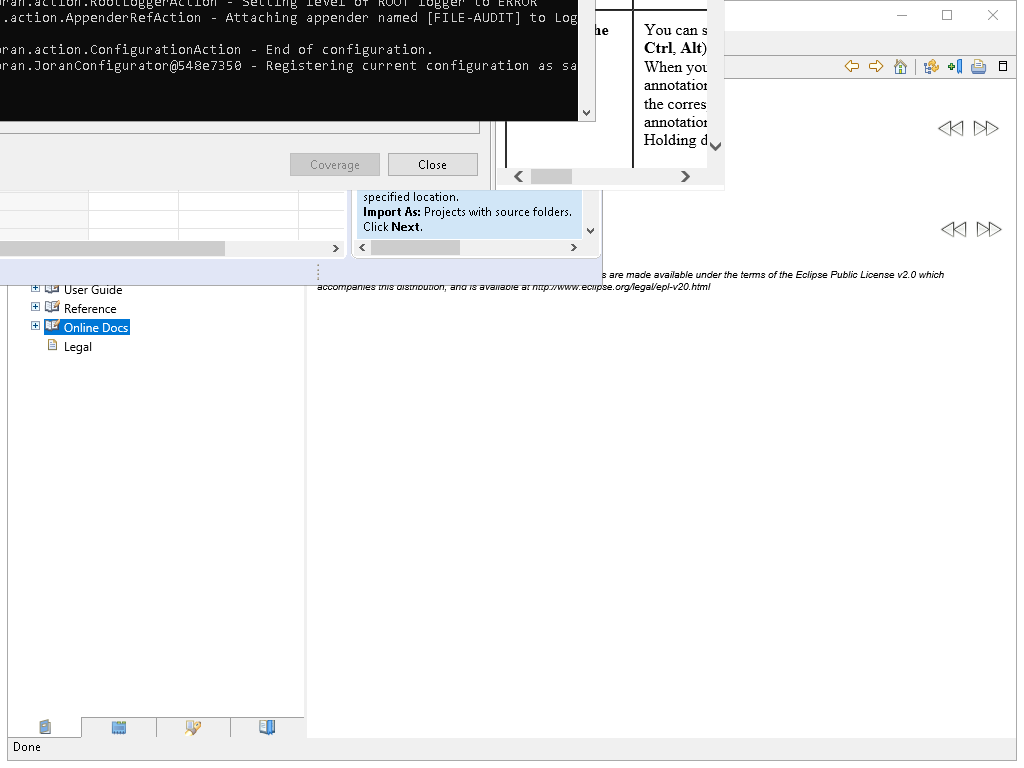 oran.action.RootLoggerAction - Setting level of ROOT logger to ERROR
.action.AppenderRefAction - Attaching appender named [FILE-AUDIT] to Log
oran.action.ConfigurationAction - End of configuration.
oran.JoranConfigurator@548e7350 - Registering current configuration as sa
he
You can s
Ctrl, Alt)
When you
annotation
the corres
annotation
Holding d
Coverage
Close
specified location.
Import As: Projects with source folders.
Click Next.
s are made available under the terms of the Eclipse Public License v2.0 which
accompanies this distribution, and is available at http://www.eclipse.org/legal/epl-v20.html
User Guide
Reference
Online Docs
Legal
Done